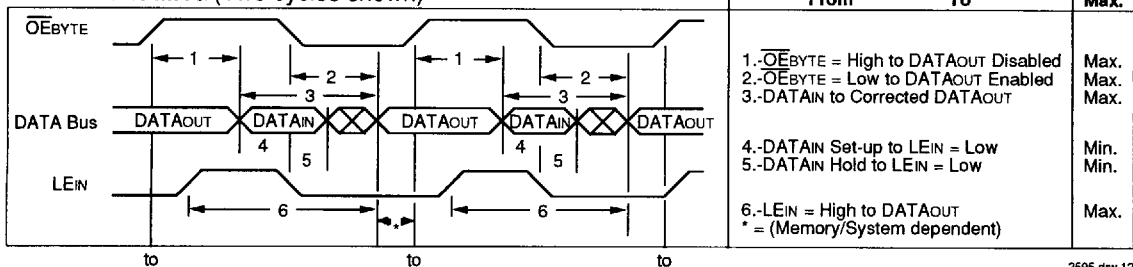 (Two cycles shown)
From To Max.
OEBYTE
1 1
2 2
3 3
DATA Bus DATAOUT DATAIN DATAOUT DATAIN DATAOUT
4 5 4 5
LEIN
6 * 6
to to to
1.-OEBYTE = High to DATAOUT Disabled Max.
2.-OEBYTE = Low to DATAOUT Enabled Max.
3.-DATAIN to Corrected DATAOUT Max.
4.-DATAIN Set-up to LEIN = Low Min.
5.-DATAIN Hold to LEIN = Low Min.
6.-LEIN = High to DATAOUT Max.
* = (Memory/System dependent)